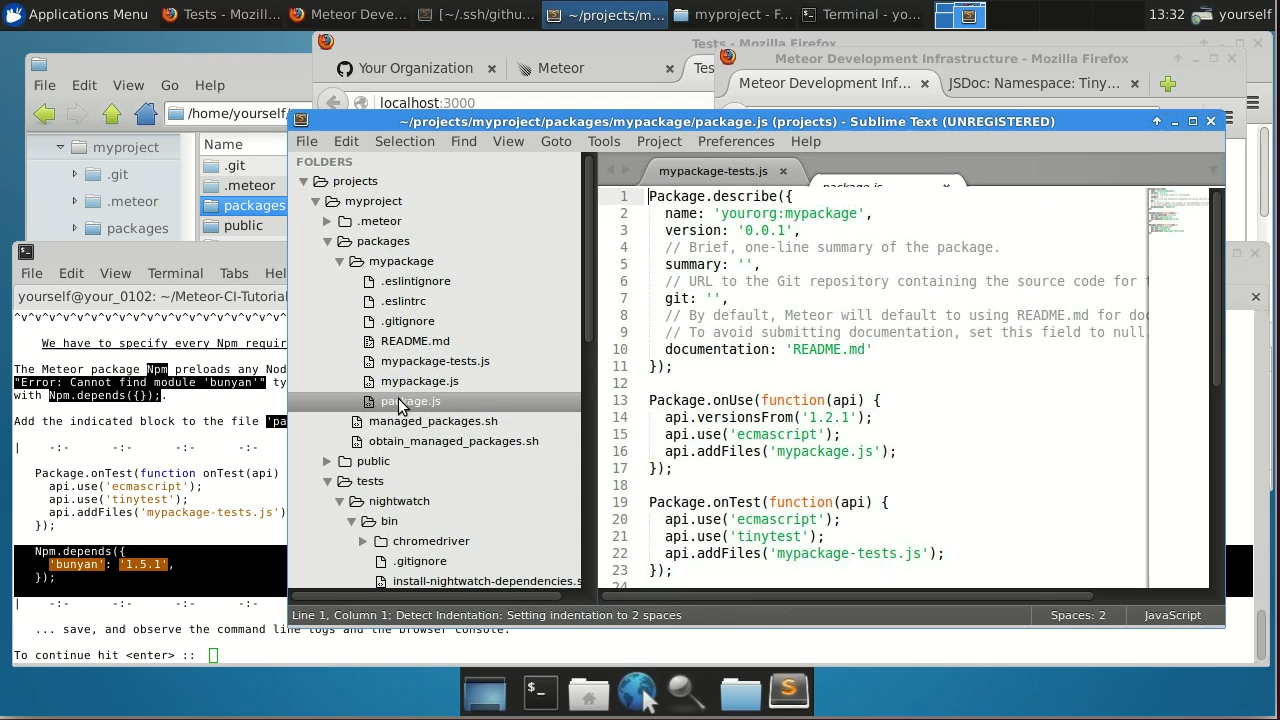 Applications Menu
Tests - Mozill...
Meteor Deve...
[~/.ssh/githu...
~/projects/m...
myproject - F...
Terminal - yo...
13:32
yourself
Tests - Mozilla Firefox
Meteor Development Infrastructure - Mozilla Firefox
File Edit View Go Help
Your Organization
Meteor
Tes
Meteor Development Inf...
JSDoc: Namespace: Tiny...
/home/yourself/
localhost:3000
myproject
.git
.meteor
packages
Name
.git
.meteor
packages
public
~/projects/myproject/packages/mypackage/package.js (projects) - Sublime Text (UNREGISTERED)
File Edit Selection Find View Goto Tools Project Preferences Help
FOLDERS
projects
myproject
.meteor
packages
mypackage
.eslintignore
.eslintrc
.gitignore
README.md
mypackage-tests.js
mypackage.js
package.js
managed_packages.sh
obtain_managed_packages.sh
public
tests
nightwatch
bin
chromedriver
.gitignore
install-nightwatch-dependencies.s
mypackage-tests.js
package.js
1 Package.describe({
2 name: 'yourorg:mypackage',
3 version: '0.0.1',
4 // Brief, one-line summary of the package.
5 summary: '',
6 // URL to the Git repository containing the source code for t
7 git: '',
8 // By default, Meteor will default to using README.md for doc
9 // To avoid submitting documentation, set this field to null.
10 documentation: 'README.md'
11 });
12
13 Package.onUse(function(api) {
14 api.versionsFrom('1.2.1');
15 api.use('ecmascript');
16 api.addFiles('mypackage.js');
17 });
18
19 Package.onTest(function(api) {
20 api.use('ecmascript');
21 api.use('tinytest');
22 api.addFiles('mypackage-tests.js');
23 });
24
Line 1, Column 1; Detect Indentation: Setting indentation to 2 spaces
Spaces: 2
JavaScript
File Edit View Terminal Tabs Hel
yourself@your_0102: ~/Meteor-CI-Tutorial
^v^v^v^v^v^v^v^v^v^v^v^v^v^v^v^v^v^v^v^
We have to specify every Npm requir
The Meteor package Npm preloads any Nod
"Error: Cannot find module 'bunyan'" ty
with Npm.depends({});.
Add the indicated block to the file 'pa
| -:- -:- -:- -:-
Package.onTest(function onTest(api)
api.use('ecmascript');
api.use('tinytest');
api.addFiles('mypackage-tests.js')
});
Npm.depends({
'bunyan': '1.5.1',
});
| -:- -:- -:- -:-
... save, and observe the command line logs and the browser console.
To continue hit <enter> ::